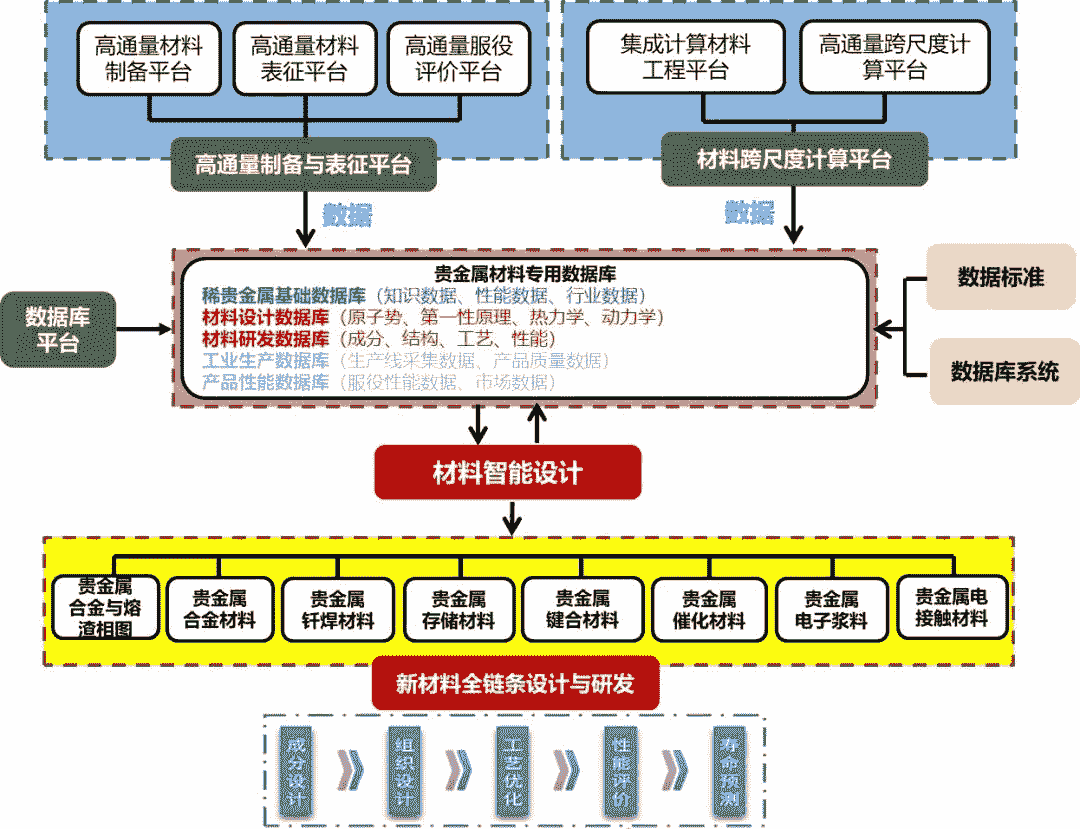 高通量材料
制备平台
高通量材料
表征平台
高通量服役
评价平台
集成计算材料
工程平台
高通量跨尺度计
算平台
高通量制备与表征平台
材料跨尺度计算平台
数据
数据
贵金属材料专用数据库
稀贵金属基础数据库（知识数据、性能数据、行业数据）
材料设计数据库（原子势、第一性原理、热力学、动力学）
材料研发数据库（成分、结构、工艺、性能）
工业生产数据库（生产线采集数据、产品质量数据）
产品性能数据库（服役性能数据、市场数据）
数据库
平台
数据标准
数据库系统
材料智能设计
贵金属
合金与熔
渣相图
贵金属
合金材料
贵金属
钎焊材料
贵金属
存储材料
贵金属
键合材料
贵金属
催化材料
贵金属
电子浆料
贵金属电
接触材料
新材料全链条设计与研发
成分设计
组织设计
工艺优化
性能评价
寿命预测